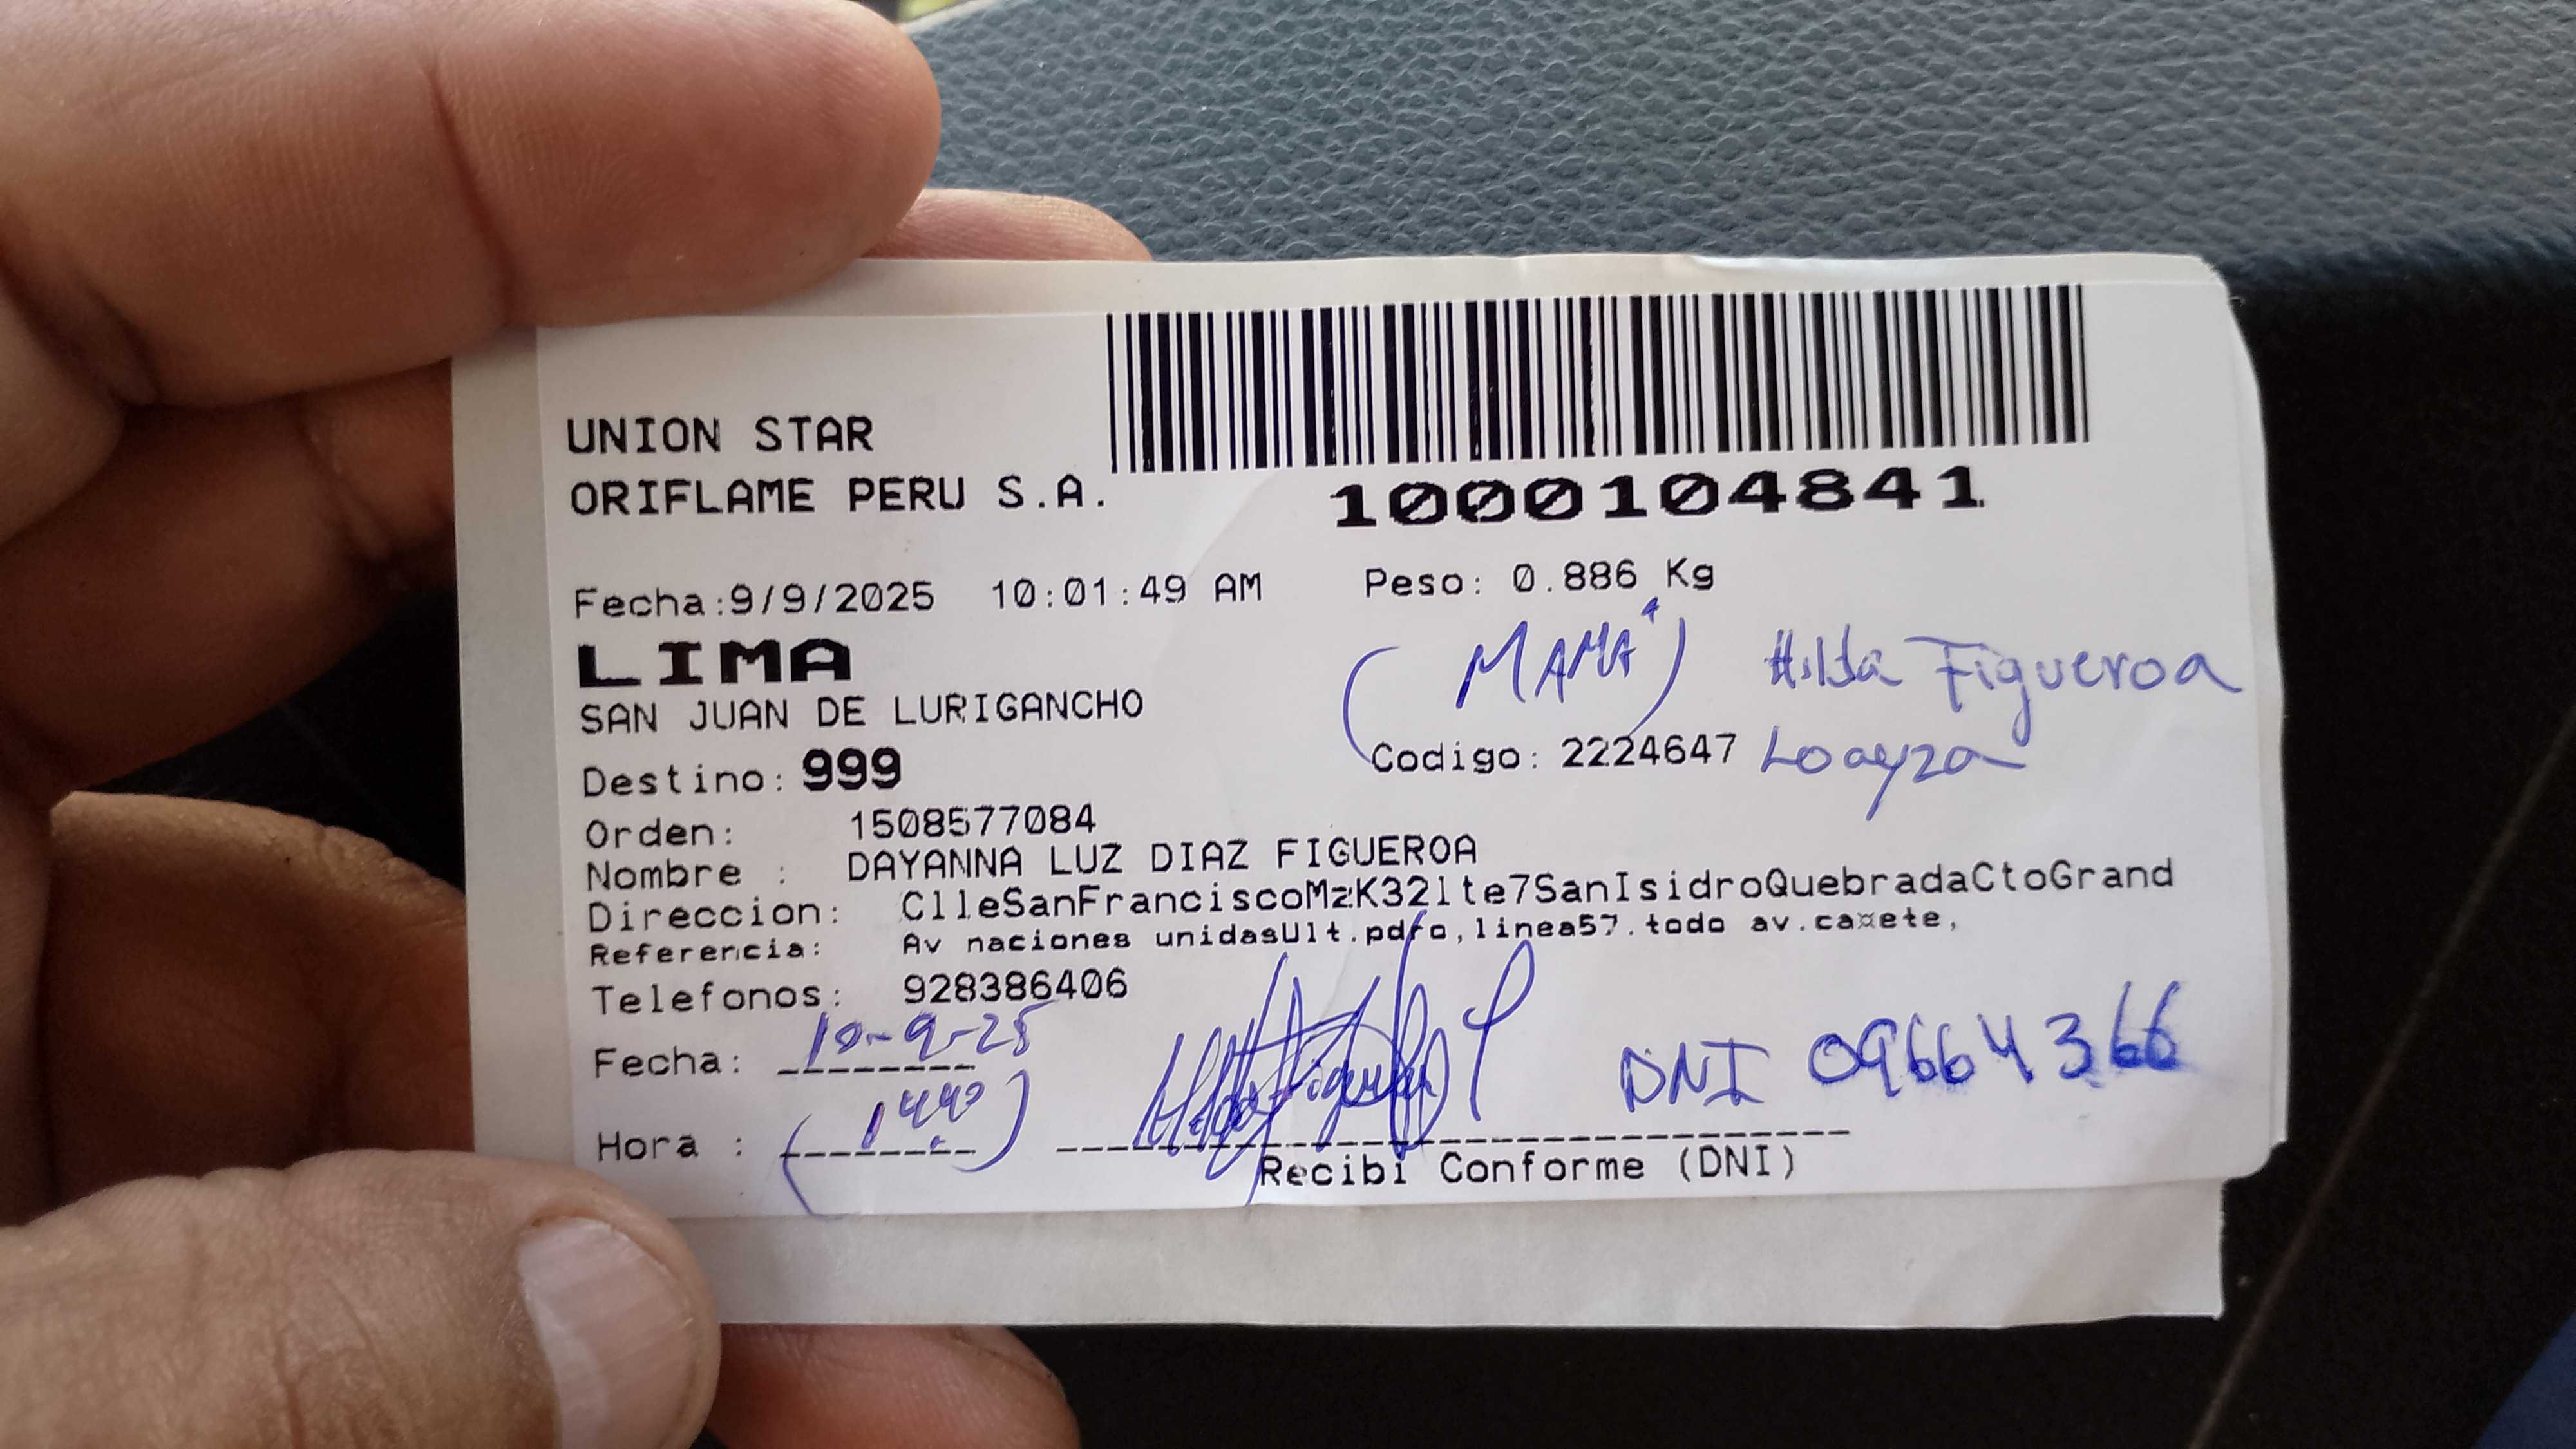 UNION STAR
ORIFLAME PERU S.A.
1000104841
Fecha:9/9/2025 10:01:49 AM Peso: 0.886 Kg
LIMA
(MAMÁ) Hilda Figueroa
SAN JUAN DE LURIGANCHO
Destino: 999 Codigo: 2224647 Loayza
Orden: 1508577084
Nombre : DAYANNA LUZ DIAZ FIGUEROA
Direccion: ClleSanFranciscoMzK32lte7SanIsidroQuebradaCtoGrand
Referencia: Av naciones unidasUlt.pdro,linea57.todo av.ca¤ete,
Telefonos: 928386406
Fecha: 10-9-25
DNI 09664366
Hora : (1440)
Recibi Conforme (DNI)